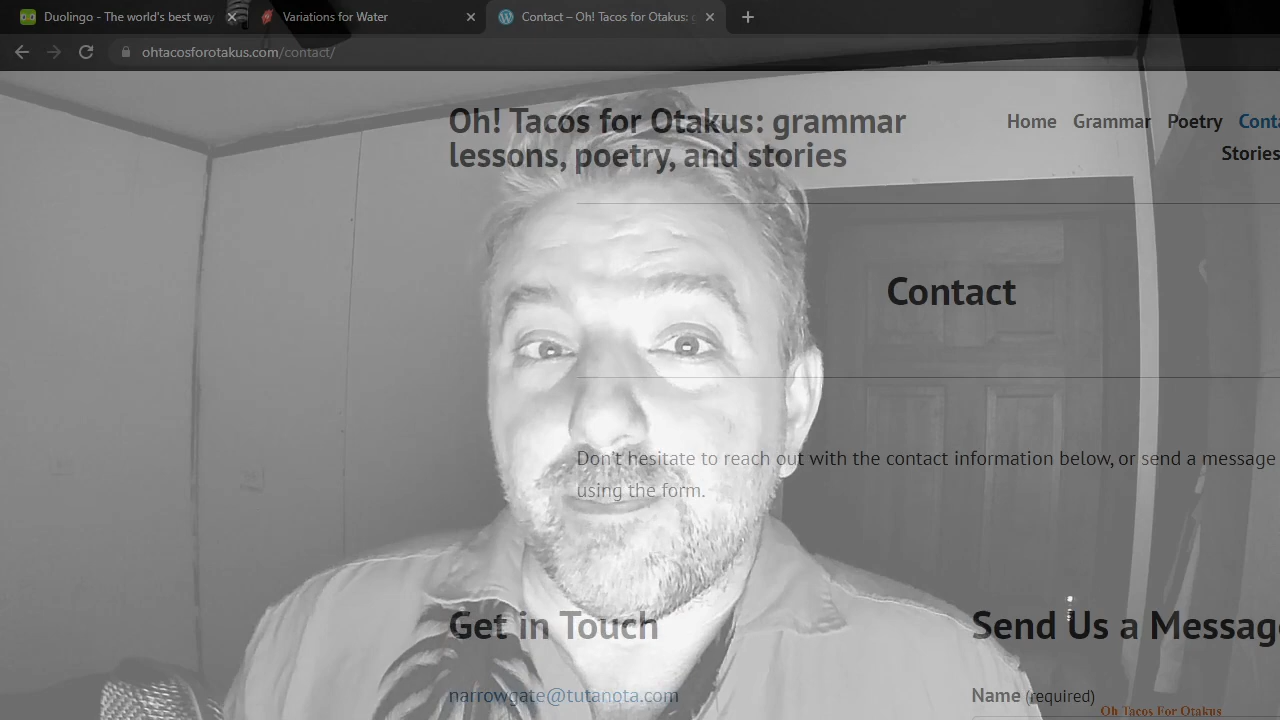 Duolingo - The world's best way
Variations for Water
Contact – Oh! Tacos for Otakus: g
ohtacosforotakus.com/contact/
Oh! Tacos for Otakus: grammar
lessons, poetry, and stories
Home Grammar Poetry Conta
Stories
Contact
Don't hesitate to reach out with the contact information below, or send a message
using the form.
Get in Touch
Send Us a Message
narrowgate@tutanota.com
Name (required)
Oh Tacos For Otakus